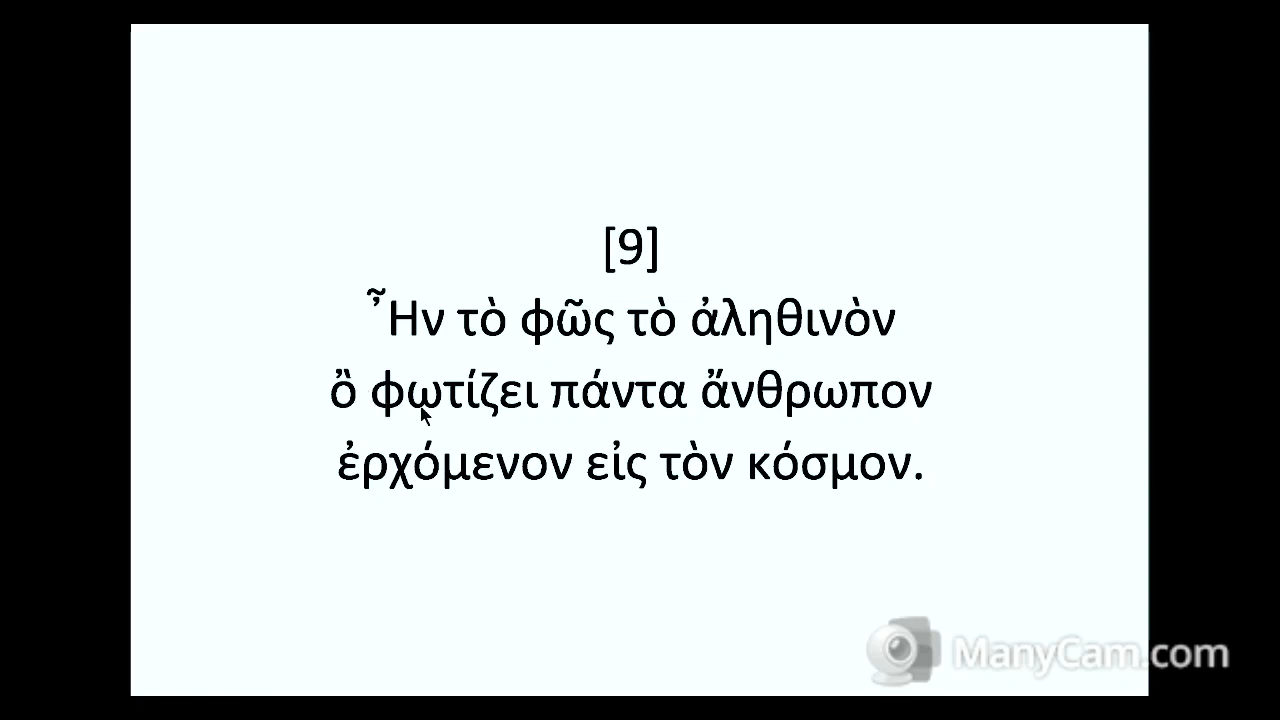 [9]
Ἦν τὸ φῶς τὸ ἀληθινὸν
ὃ φωτίζει πάντα ἄνθρωπον
ἐρχόμενον εἰς τὸν κόσμον.
ManyCam.com